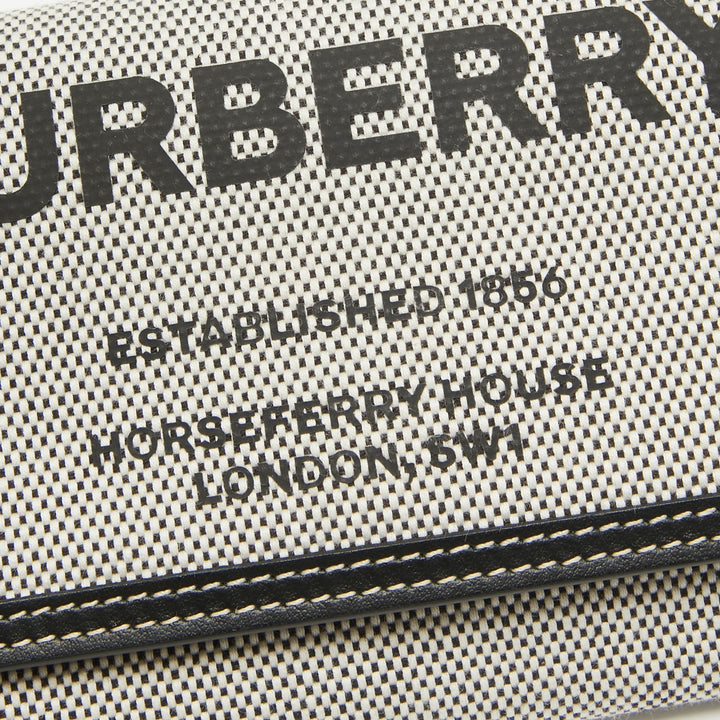 URBERRY
ESTABLISHED 1856
HORSEFERRY HOUSE
LONDON, SW1